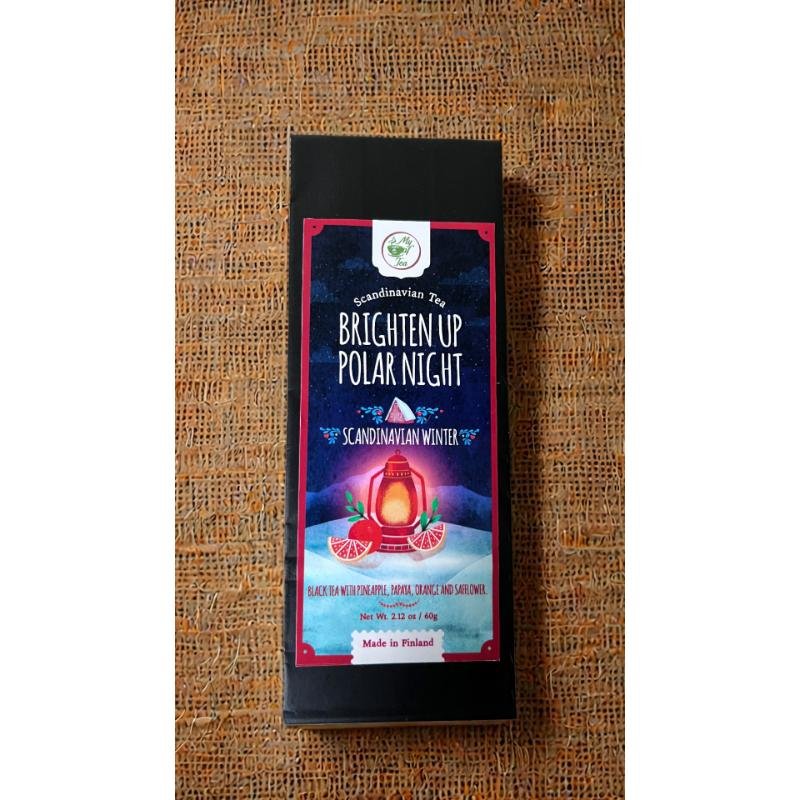 My
Tea
Scandinavian Tea
BRIGHTEN UP
POLAR NIGHT
SCANDINAVIAN WINTER
BLACK TEA WITH PINEAPPLE, PAPAYA, ORANGE AND SAFFLOWER.
Net Wt. 2.12 oz / 60g
Made in Finland